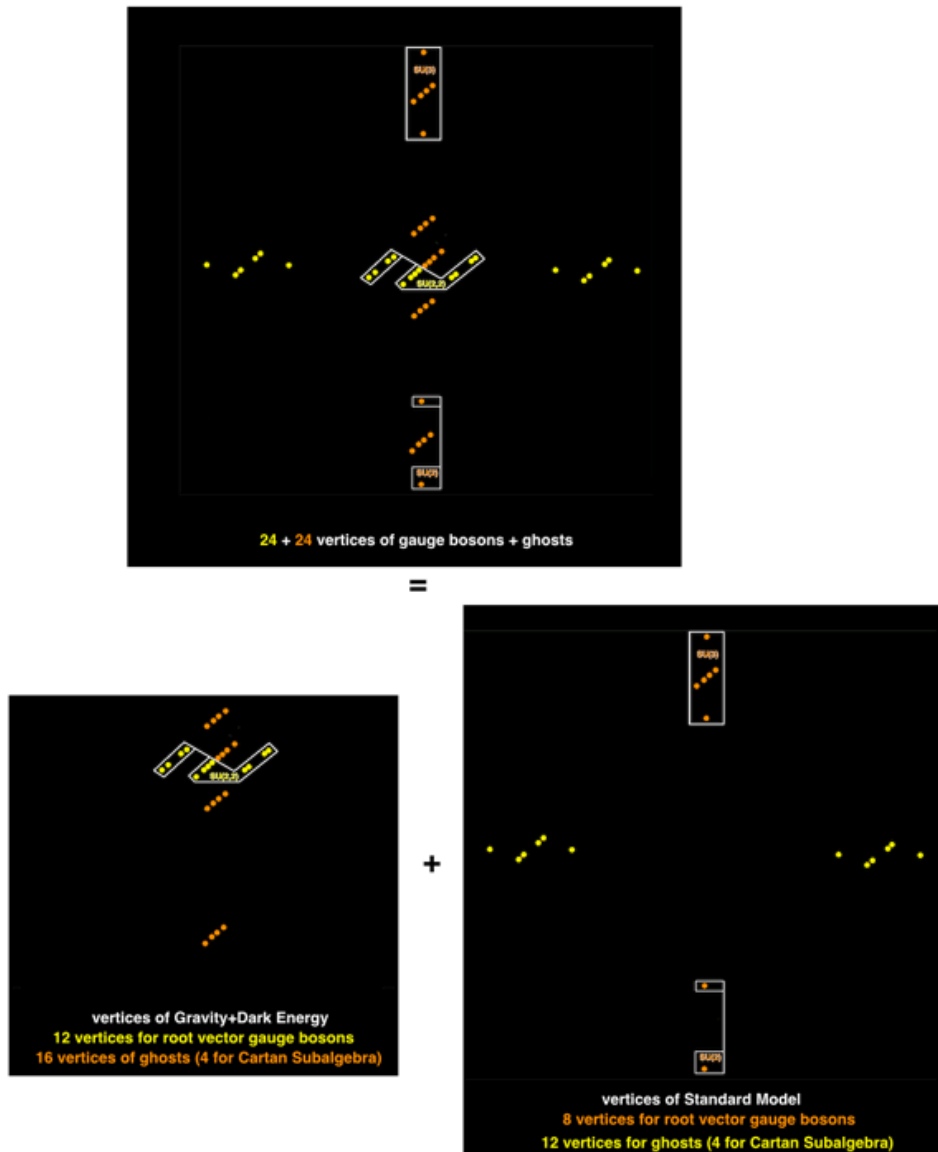 SU(3)
SU(2,2)
SU(2)
24 + 24 vertices of gauge bosons + ghosts
=
SU(2,2)
vertices of Gravity+Dark Energy
12 vertices for root vector gauge bosons
16 vertices of ghosts (4 for Cartan Subalgebra)
+
SU(3)
SU(2)
vertices of Standard Model
8 vertices for root vector gauge bosons
12 vertices for ghosts (4 for Cartan Subalgebra)